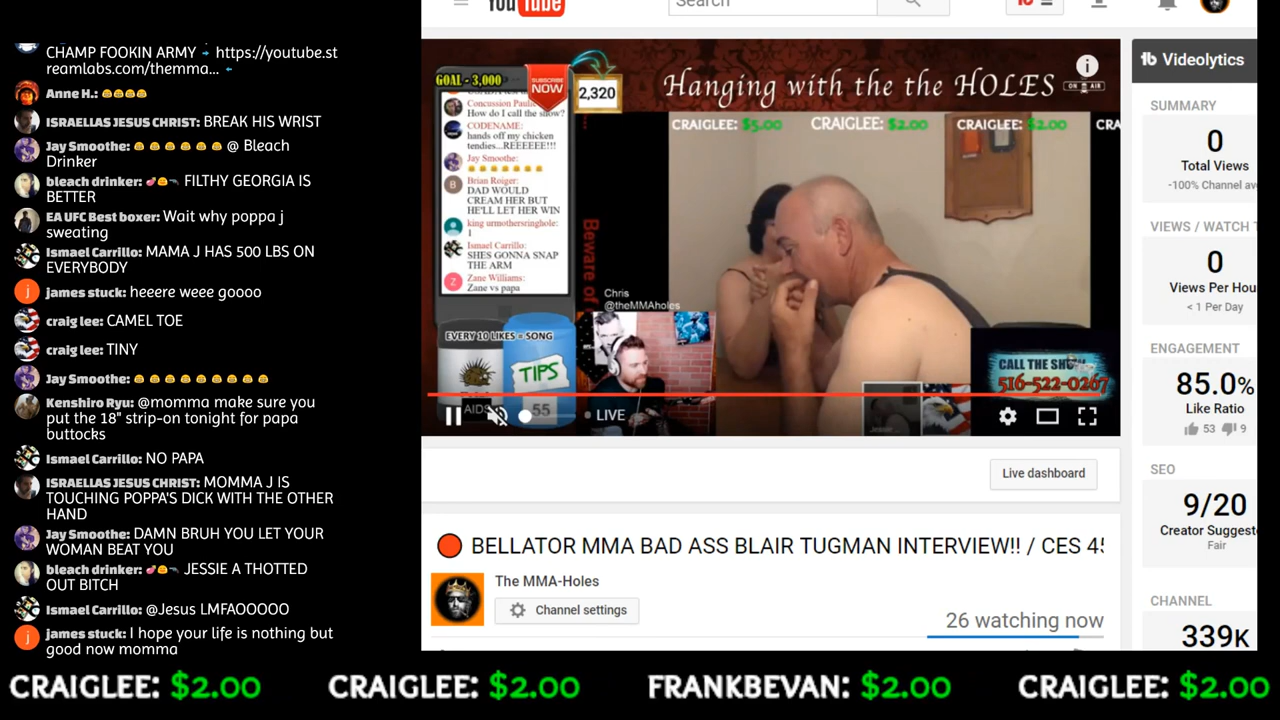 CHAMP FOOKIN ARMY https://youtube.st
reamlabs.com/themma...
Anne H.:
ISRAELLAS JESUS CHRIST: BREAK HIS WRIST
Jay Smoothe: @ Bleach
Drinker
bleach drinker: FILTHY GEORGIA IS
BETTER
EA UFC Best boxer: Wait why poppa j
sweating
Ismael Carrillo: MAMA J HAS 500 LBS ON
EVERYBODY
james stuck: heeere weee goooo
craig lee: CAMEL TOE
craig lee: TINY
Jay Smoothe:
Kenshiro Ryu: @momma make sure you
put the 18" strip-on tonight for papa
buttocks
Ismael Carrillo: NO PAPA
ISRAELLAS JESUS CHRIST: MOMMA J IS
TOUCHING POPPA'S DICK WITH THE OTHER
HAND
Jay Smoothe: DAMN BRUH YOU LET YOUR
WOMAN BEAT YOU
bleach drinker: JESSIE A THOTTED
OUT BITCH
Ismael Carrillo: @Jesus LMFAOOOOO
james stuck: I hope your life is nothing but
good now momma
YouTube
Search
GOAL - 3,000
SUBSCRIBE
NOW
2,320
Hanging with the the HOLES
ON AIR
Concussion Paulie
How do I call the show?
CODENAME:
hands off my chicken
tendies...REEEEEE!!!
Jay Smoothe:
Brian Roiger:
DAD WOULD
CREAM HER BUT
HE'LL LET HER WIN
king urmothersringhole:
1
Ismael Carrillo:
SHES GONNA SNAP
THE ARM
Zane Williams:
Zane vs papa
CRAIGLEE: $5.00 CRAIGLEE: $2.00 CRAIGLEE: $2.00 CRA
Beware of
Chris
@theMMAholes
EVERY 10 LIKES = SONG
AIDS
TIPS
55
CALL THE SHOW
516-522-0267
LIVE
Live dashboard
BELLATOR MMA BAD ASS BLAIR TUGMAN INTERVIEW!! / CES 45
The MMA-Holes
Channel settings
26 watching now
tb Videolytics
SUMMARY
0
Total Views
-100% Channel ave
VIEWS / WATCH T
0
Views Per Hou
< 1 Per Day
ENGAGEMENT
85.0%
Like Ratio
53 9
SEO
9/20
Creator Suggeste
Fair
CHANNEL
339K
CRAIGLEE: $2.00 CRAIGLEE: $2.00 FRANKBEVAN: $2.00 CRAIGLEE: $2.00